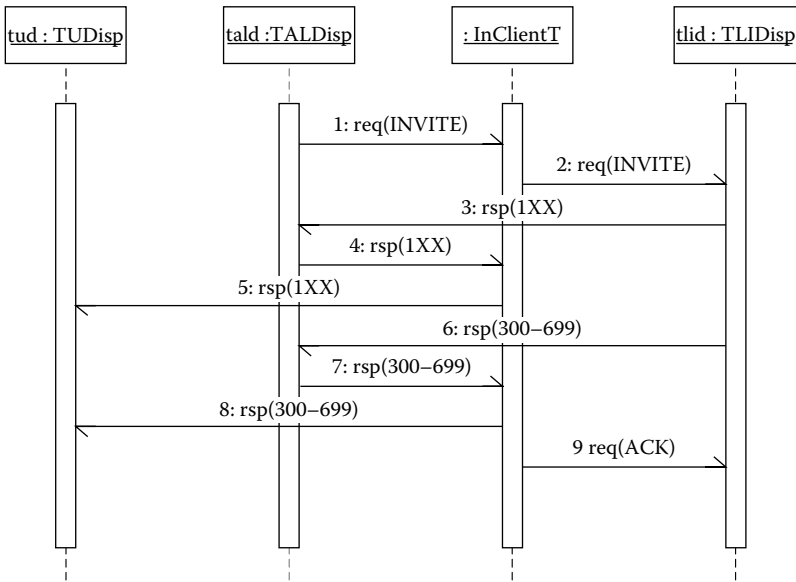 tud : TUDisp
tald :TALDisp
: InClientT
tlid : TLIDisp
1: req(INVITE)
2: req(INVITE)
3: rsp(1XX)
4: rsp(1XX)
5: rsp(1XX)
6: rsp(300–699)
7: rsp(300–699)
8: rsp(300–699)
9 req(ACK)